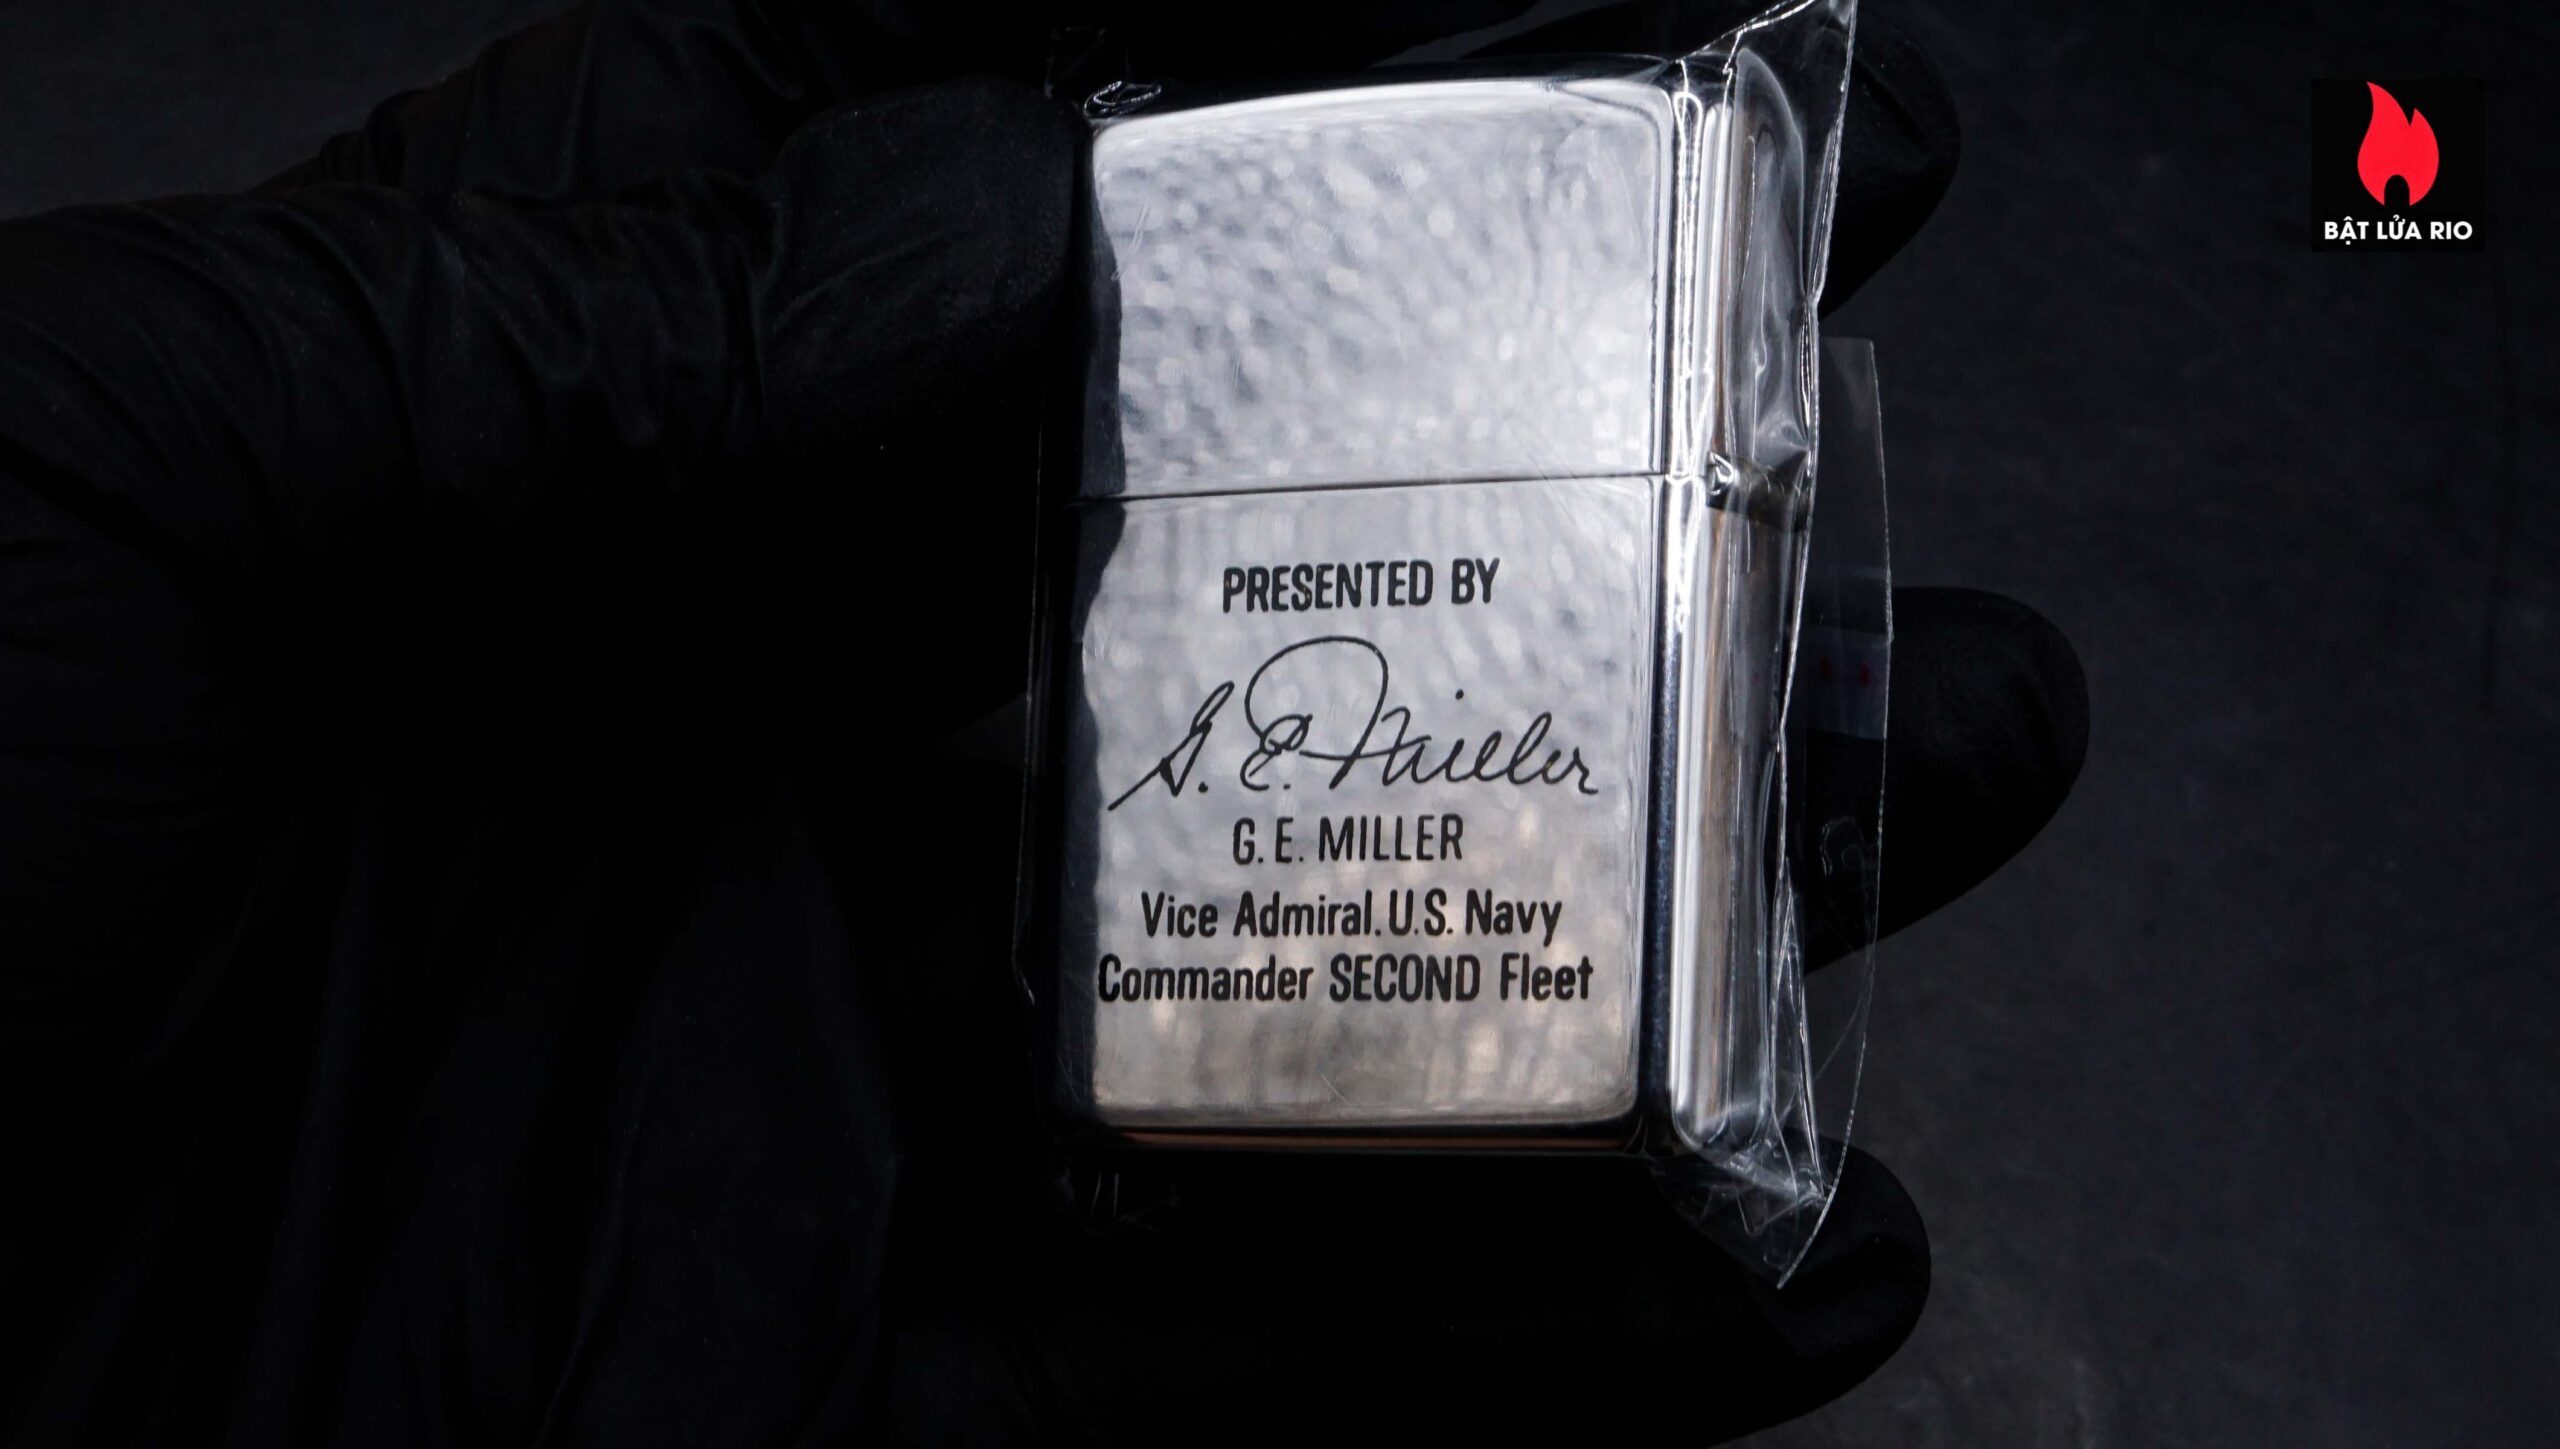 BẬT LỬA RIO
PRESENTED BY
G. E. Miller
G. E. MILLER
Vice Admiral. U.S. Navy
Commander SECOND Fleet